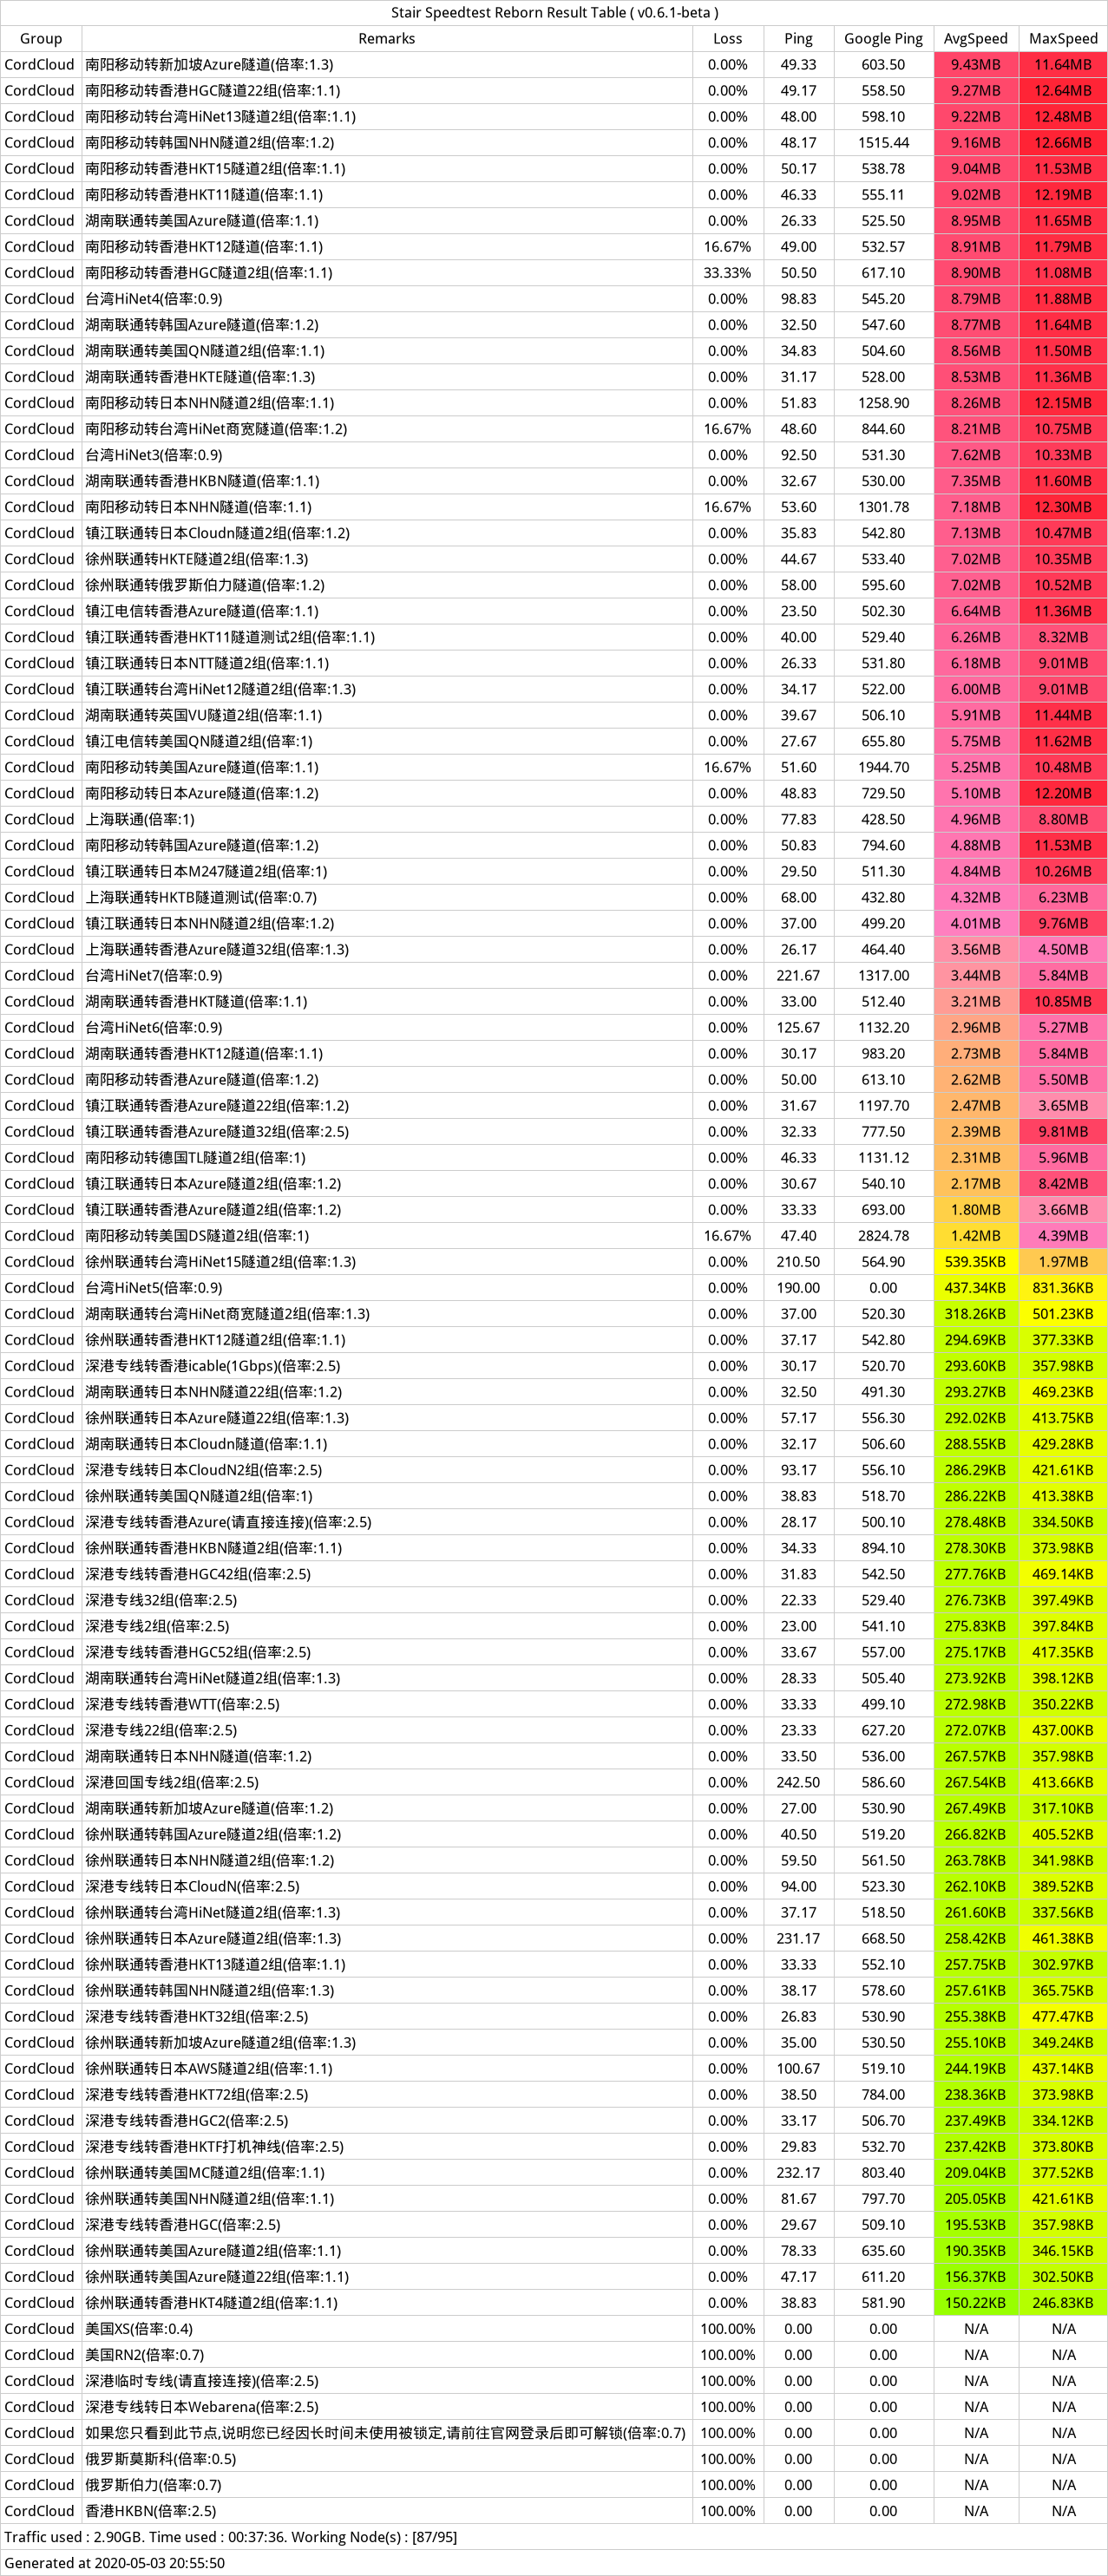 Stair Speedtest Reborn Result Table ( v0.6.1-beta )
Group Remarks Loss Ping Google Ping AvgSpeed MaxSpeed
CordCloud 南阳移动转新加坡Azure隧道(倍率:1.3) 0.00% 49.33 603.50 9.43MB 11.64MB
CordCloud 南阳移动转香港HGC隧道22组(倍率:1.1) 0.00% 49.17 558.50 9.27MB 12.64MB
CordCloud 南阳移动转台湾HiNet13隧道2组(倍率:1.1) 0.00% 48.00 598.10 9.22MB 12.48MB
CordCloud 南阳移动转韩国NHN隧道2组(倍率:1.2) 0.00% 48.17 1515.44 9.16MB 12.66MB
CordCloud 南阳移动转香港HKT15隧道2组(倍率:1.1) 0.00% 50.17 538.78 9.04MB 11.53MB
CordCloud 南阳移动转香港HKT11隧道(倍率:1.1) 0.00% 46.33 555.11 9.02MB 12.19MB
CordCloud 湖南联通转美国Azure隧道(倍率:1.1) 0.00% 26.33 525.50 8.95MB 11.65MB
CordCloud 南阳移动转香港HKT12隧道(倍率:1.1) 16.67% 49.00 532.57 8.91MB 11.79MB
CordCloud 南阳移动转香港HGC隧道2组(倍率:1.1) 33.33% 50.50 617.10 8.90MB 11.08MB
CordCloud 台湾HiNet4(倍率:0.9) 0.00% 98.83 545.20 8.79MB 11.88MB
CordCloud 湖南联通转韩国Azure隧道(倍率:1.2) 0.00% 32.50 547.60 8.77MB 11.64MB
CordCloud 湖南联通转美国QN隧道2组(倍率:1.1) 0.00% 34.83 504.60 8.56MB 11.50MB
CordCloud 湖南联通转香港HKTE隧道(倍率:1.3) 0.00% 31.17 528.00 8.53MB 11.36MB
CordCloud 南阳移动转日本NHN隧道2组(倍率:1.1) 0.00% 51.83 1258.90 8.26MB 12.15MB
CordCloud 南阳移动转台湾HiNet商宽隧道(倍率:1.2) 16.67% 48.60 844.60 8.21MB 10.75MB
CordCloud 台湾HiNet3(倍率:0.9) 0.00% 92.50 531.30 7.62MB 10.33MB
CordCloud 湖南联通转香港HKBN隧道(倍率:1.1) 0.00% 32.67 530.00 7.35MB 11.60MB
CordCloud 南阳移动转日本NHN隧道(倍率:1.1) 16.67% 53.60 1301.78 7.18MB 12.30MB
CordCloud 镇江联通转日本Cloudn隧道2组(倍率:1.2) 0.00% 35.83 542.80 7.13MB 10.47MB
CordCloud 徐州联通转HKTE隧道2组(倍率:1.3) 0.00% 44.67 533.40 7.02MB 10.35MB
CordCloud 徐州联通转俄罗斯伯力隧道(倍率:1.2) 0.00% 58.00 595.60 7.02MB 10.52MB
CordCloud 镇江电信转香港Azure隧道(倍率:1.1) 0.00% 23.50 502.30 6.64MB 11.36MB
CordCloud 镇江联通转香港HKT11隧道测试2组(倍率:1.1) 0.00% 40.00 529.40 6.26MB 8.32MB
CordCloud 镇江联通转日本NTT隧道2组(倍率:1.1) 0.00% 26.33 531.80 6.18MB 9.01MB
CordCloud 镇江联通转台湾HiNet12隧道2组(倍率:1.3) 0.00% 34.17 522.00 6.00MB 9.01MB
CordCloud 湖南联通转英国VU隧道2组(倍率:1.1) 0.00% 39.67 506.10 5.91MB 11.44MB
CordCloud 镇江电信转美国QN隧道2组(倍率:1) 0.00% 27.67 655.80 5.75MB 11.62MB
CordCloud 南阳移动转美国Azure隧道(倍率:1.1) 16.67% 51.60 1944.70 5.25MB 10.48MB
CordCloud 南阳移动转日本Azure隧道(倍率:1.2) 0.00% 48.83 729.50 5.10MB 12.20MB
CordCloud 上海联通(倍率:1) 0.00% 77.83 428.50 4.96MB 8.80MB
CordCloud 南阳移动转韩国Azure隧道(倍率:1.2) 0.00% 50.83 794.60 4.88MB 11.53MB
CordCloud 镇江联通转日本M247隧道2组(倍率:1) 0.00% 29.50 511.30 4.84MB 10.26MB
CordCloud 上海联通转HKTB隧道测试(倍率:0.7) 0.00% 68.00 432.80 4.32MB 6.23MB
CordCloud 镇江联通转日本NHN隧道2组(倍率:1.2) 0.00% 37.00 499.20 4.01MB 9.76MB
CordCloud 上海联通转香港Azure隧道32组(倍率:1.3) 0.00% 26.17 464.40 3.56MB 4.50MB
CordCloud 台湾HiNet7(倍率:0.9) 0.00% 221.67 1317.00 3.44MB 5.84MB
CordCloud 湖南联通转香港HKT隧道(倍率:1.1) 0.00% 33.00 512.40 3.21MB 10.85MB
CordCloud 台湾HiNet6(倍率:0.9) 0.00% 125.67 1132.20 2.96MB 5.27MB
CordCloud 湖南联通转香港HKT12隧道(倍率:1.1) 0.00% 30.17 983.20 2.73MB 5.84MB
CordCloud 南阳移动转香港Azure隧道(倍率:1.2) 0.00% 50.00 613.10 2.62MB 5.50MB
CordCloud 镇江联通转香港Azure隧道22组(倍率:1.2) 0.00% 31.67 1197.70 2.47MB 3.65MB
CordCloud 镇江联通转香港Azure隧道32组(倍率:2.5) 0.00% 32.33 777.50 2.39MB 9.81MB
CordCloud 南阳移动转德国TL隧道2组(倍率:1) 0.00% 46.33 1131.12 2.31MB 5.96MB
CordCloud 镇江联通转日本Azure隧道2组(倍率:1.2) 0.00% 30.67 540.10 2.17MB 8.42MB
CordCloud 镇江联通转香港Azure隧道2组(倍率:1.2) 0.00% 33.33 693.00 1.80MB 3.66MB
CordCloud 南阳移动转美国DS隧道2组(倍率:1) 16.67% 47.40 2824.78 1.42MB 4.39MB
CordCloud 徐州联通转台湾HiNet15隧道2组(倍率:1.3) 0.00% 210.50 564.90 539.35KB 1.97MB
CordCloud 台湾HiNet5(倍率:0.9) 0.00% 190.00 0.00 437.34KB 831.36KB
CordCloud 湖南联通转台湾HiNet商宽隧道2组(倍率:1.3) 0.00% 37.00 520.30 318.26KB 501.23KB
CordCloud 徐州联通转香港HKT12隧道2组(倍率:1.1) 0.00% 37.17 542.80 294.69KB 377.33KB
CordCloud 深港专线转香港icable(1Gbps)(倍率:2.5) 0.00% 30.17 520.70 293.60KB 357.98KB
CordCloud 湖南联通转日本NHN隧道22组(倍率:1.2) 0.00% 32.50 491.30 293.27KB 469.23KB
CordCloud 徐州联通转日本Azure隧道22组(倍率:1.3) 0.00% 57.17 556.30 292.02KB 413.75KB
CordCloud 湖南联通转日本Cloudn隧道(倍率:1.1) 0.00% 32.17 506.60 288.55KB 429.28KB
CordCloud 深港专线转日本CloudN2组(倍率:2.5) 0.00% 93.17 556.10 286.29KB 421.61KB
CordCloud 徐州联通转美国QN隧道2组(倍率:1) 0.00% 38.83 518.70 286.22KB 413.38KB
CordCloud 深港专线转香港Azure(请直接连接)(倍率:2.5) 0.00% 28.17 500.10 278.48KB 334.50KB
CordCloud 徐州联通转香港HKBN隧道2组(倍率:1.1) 0.00% 34.33 894.10 278.30KB 373.98KB
CordCloud 深港专线转香港HGC42组(倍率:2.5) 0.00% 31.83 542.50 277.76KB 469.14KB
CordCloud 深港专线32组(倍率:2.5) 0.00% 22.33 529.40 276.73KB 397.49KB
CordCloud 深港专线2组(倍率:2.5) 0.00% 23.00 541.10 275.83KB 397.84KB
CordCloud 深港专线转香港HGC52组(倍率:2.5) 0.00% 33.67 557.00 275.17KB 417.35KB
CordCloud 湖南联通转台湾HiNet隧道2组(倍率:1.3) 0.00% 28.33 505.40 273.92KB 398.12KB
CordCloud 深港专线转香港WTT(倍率:2.5) 0.00% 33.33 499.10 272.98KB 350.22KB
CordCloud 深港专线22组(倍率:2.5) 0.00% 23.33 627.20 272.07KB 437.00KB
CordCloud 湖南联通转日本NHN隧道(倍率:1.2) 0.00% 33.50 536.00 267.57KB 357.98KB
CordCloud 深港回国专线2组(倍率:2.5) 0.00% 242.50 586.60 267.54KB 413.66KB
CordCloud 湖南联通转新加坡Azure隧道(倍率:1.2) 0.00% 27.00 530.90 267.49KB 317.10KB
CordCloud 徐州联通转韩国Azure隧道2组(倍率:1.2) 0.00% 40.50 519.20 266.82KB 405.52KB
CordCloud 徐州联通转日本NHN隧道2组(倍率:1.2) 0.00% 59.50 561.50 263.78KB 341.98KB
CordCloud 深港专线转日本CloudN(倍率:2.5) 0.00% 94.00 523.30 262.10KB 389.52KB
CordCloud 徐州联通转台湾HiNet隧道2组(倍率:1.3) 0.00% 37.17 518.50 261.60KB 337.56KB
CordCloud 徐州联通转日本Azure隧道2组(倍率:1.3) 0.00% 231.17 668.50 258.42KB 461.38KB
CordCloud 徐州联通转香港HKT13隧道2组(倍率:1.1) 0.00% 33.33 552.10 257.75KB 302.97KB
CordCloud 徐州联通转韩国NHN隧道2组(倍率:1.3) 0.00% 38.17 578.60 257.61KB 365.75KB
CordCloud 深港专线转香港HKT32组(倍率:2.5) 0.00% 26.83 530.90 255.38KB 477.47KB
CordCloud 徐州联通转新加坡Azure隧道2组(倍率:1.3) 0.00% 35.00 530.50 255.10KB 349.24KB
CordCloud 徐州联通转日本AWS隧道2组(倍率:1.1) 0.00% 100.67 519.10 244.19KB 437.14KB
CordCloud 深港专线转香港HKT72组(倍率:2.5) 0.00% 38.50 784.00 238.36KB 373.98KB
CordCloud 深港专线转香港HGC2(倍率:2.5) 0.00% 33.17 506.70 237.49KB 334.12KB
CordCloud 深港专线转香港HKTF打机神线(倍率:2.5) 0.00% 29.83 532.70 237.42KB 373.80KB
CordCloud 徐州联通转美国MC隧道2组(倍率:1.1) 0.00% 232.17 803.40 209.04KB 377.52KB
CordCloud 徐州联通转美国NHN隧道2组(倍率:1.1) 0.00% 81.67 797.70 205.05KB 421.61KB
CordCloud 深港专线转香港HGC(倍率:2.5) 0.00% 29.67 509.10 195.53KB 357.98KB
CordCloud 徐州联通转美国Azure隧道2组(倍率:1.1) 0.00% 78.33 635.60 190.35KB 346.15KB
CordCloud 徐州联通转美国Azure隧道22组(倍率:1.1) 0.00% 47.17 611.20 156.37KB 302.50KB
CordCloud 徐州联通转香港HKT4隧道2组(倍率:1.1) 0.00% 38.83 581.90 150.22KB 246.83KB
CordCloud 美国XS(倍率:0.4) 100.00% 0.00 0.00 N/A N/A
CordCloud 美国RN2(倍率:0.7) 100.00% 0.00 0.00 N/A N/A
CordCloud 深港临时专线(请直接连接)(倍率:2.5) 100.00% 0.00 0.00 N/A N/A
CordCloud 深港专线转日本Webarena(倍率:2.5) 100.00% 0.00 0.00 N/A N/A
CordCloud 如果您只看到此节点,说明您已经因长时间未使用被锁定,请前往官网登录后即可解锁(倍率:0.7) 100.00% 0.00 0.00 N/A N/A
CordCloud 俄罗斯莫斯科(倍率:0.5) 100.00% 0.00 0.00 N/A N/A
CordCloud 俄罗斯伯力(倍率:0.7) 100.00% 0.00 0.00 N/A N/A
CordCloud 香港HKBN(倍率:2.5) 100.00% 0.00 0.00 N/A N/A
Traffic used : 2.90GB. Time used : 00:37:36. Working Node(s) : [87/95]
Generated at 2020-05-03 20:55:50